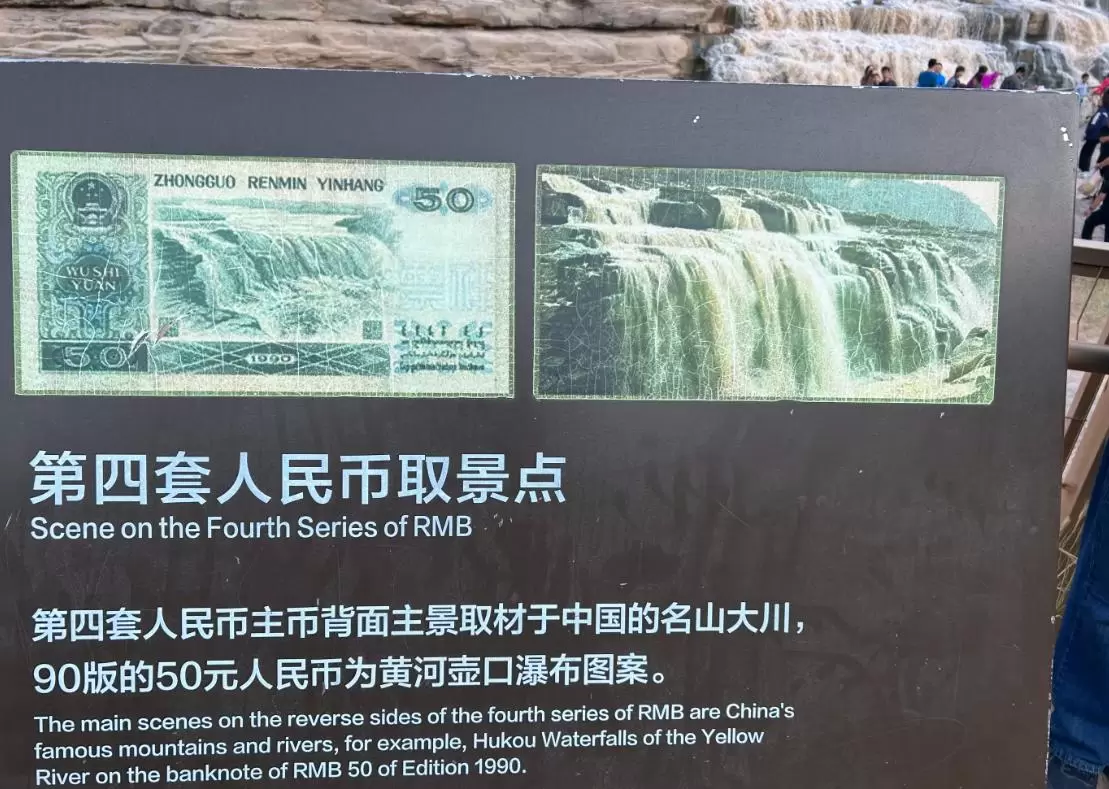 ZHONGGUO RENMIN YINHANG
50
WU SHI
YUAN
50
1990
第四套人民币取景点
Scene on the Fourth Series of RMB
第四套人民币主币背面主景取材于中国的名山大川，
90版的50元人民币为黄河壶口瀑布图案。
The main scenes on the reverse sides of the fourth series of RMB are China's
famous mountains and rivers, for example, Hukou Waterfalls of the Yellow
River on the banknote of RMB 50 of Edition 1990.